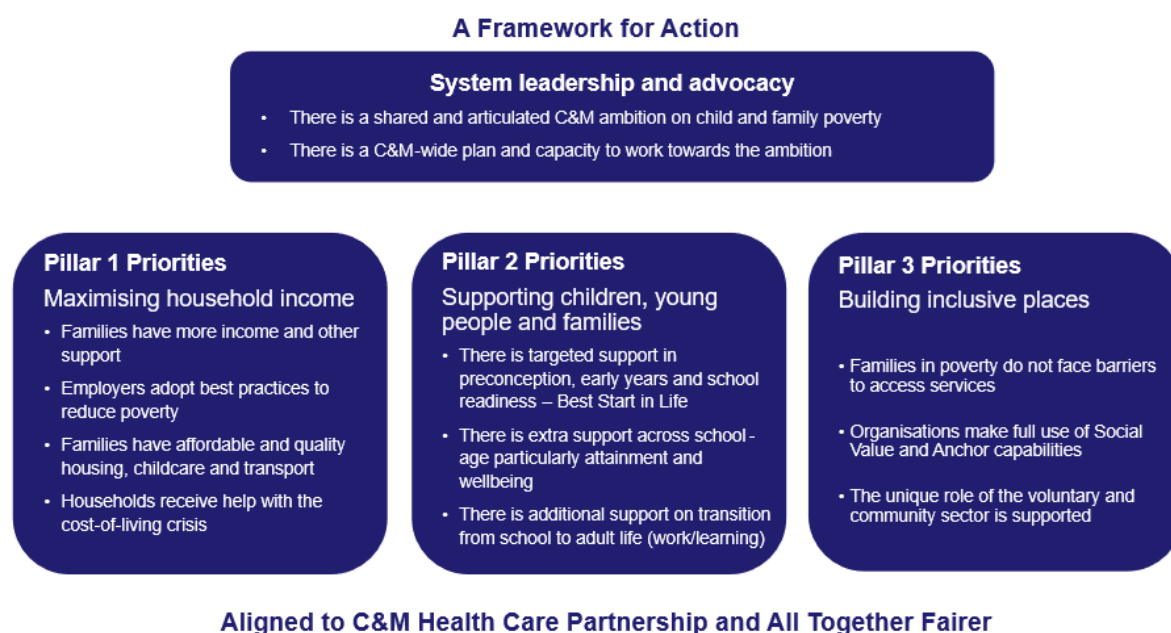 A Framework for Action
System leadership and advocacy
• There is a shared and articulated C&M ambition on child and family poverty
• There is a C&M-wide plan and capacity to work towards the ambition
Pillar 1 Priorities
Maximising household income
• Families have more income and other
support
• Employers adopt best practices to
reduce poverty
• Families have affordable and quality
housing, childcare and transport
• Households receive help with the
cost-of-living crisis
Pillar 2 Priorities
Supporting children, young
people and families
• There is targeted support in
preconception, early years and school
readiness – Best Start in Life
• There is extra support across school-
age particularly attainment and
wellbeing
• There is additional support on transition
from school to adult life (work/learning)
Pillar 3 Priorities
Building inclusive places
• Families in poverty do not face barriers
to access services
• Organisations make full use of Social
Value and Anchor capabilities
• The unique role of the voluntary and
community sector is supported
Aligned to C&M Health Care Partnership and All Together Fairer